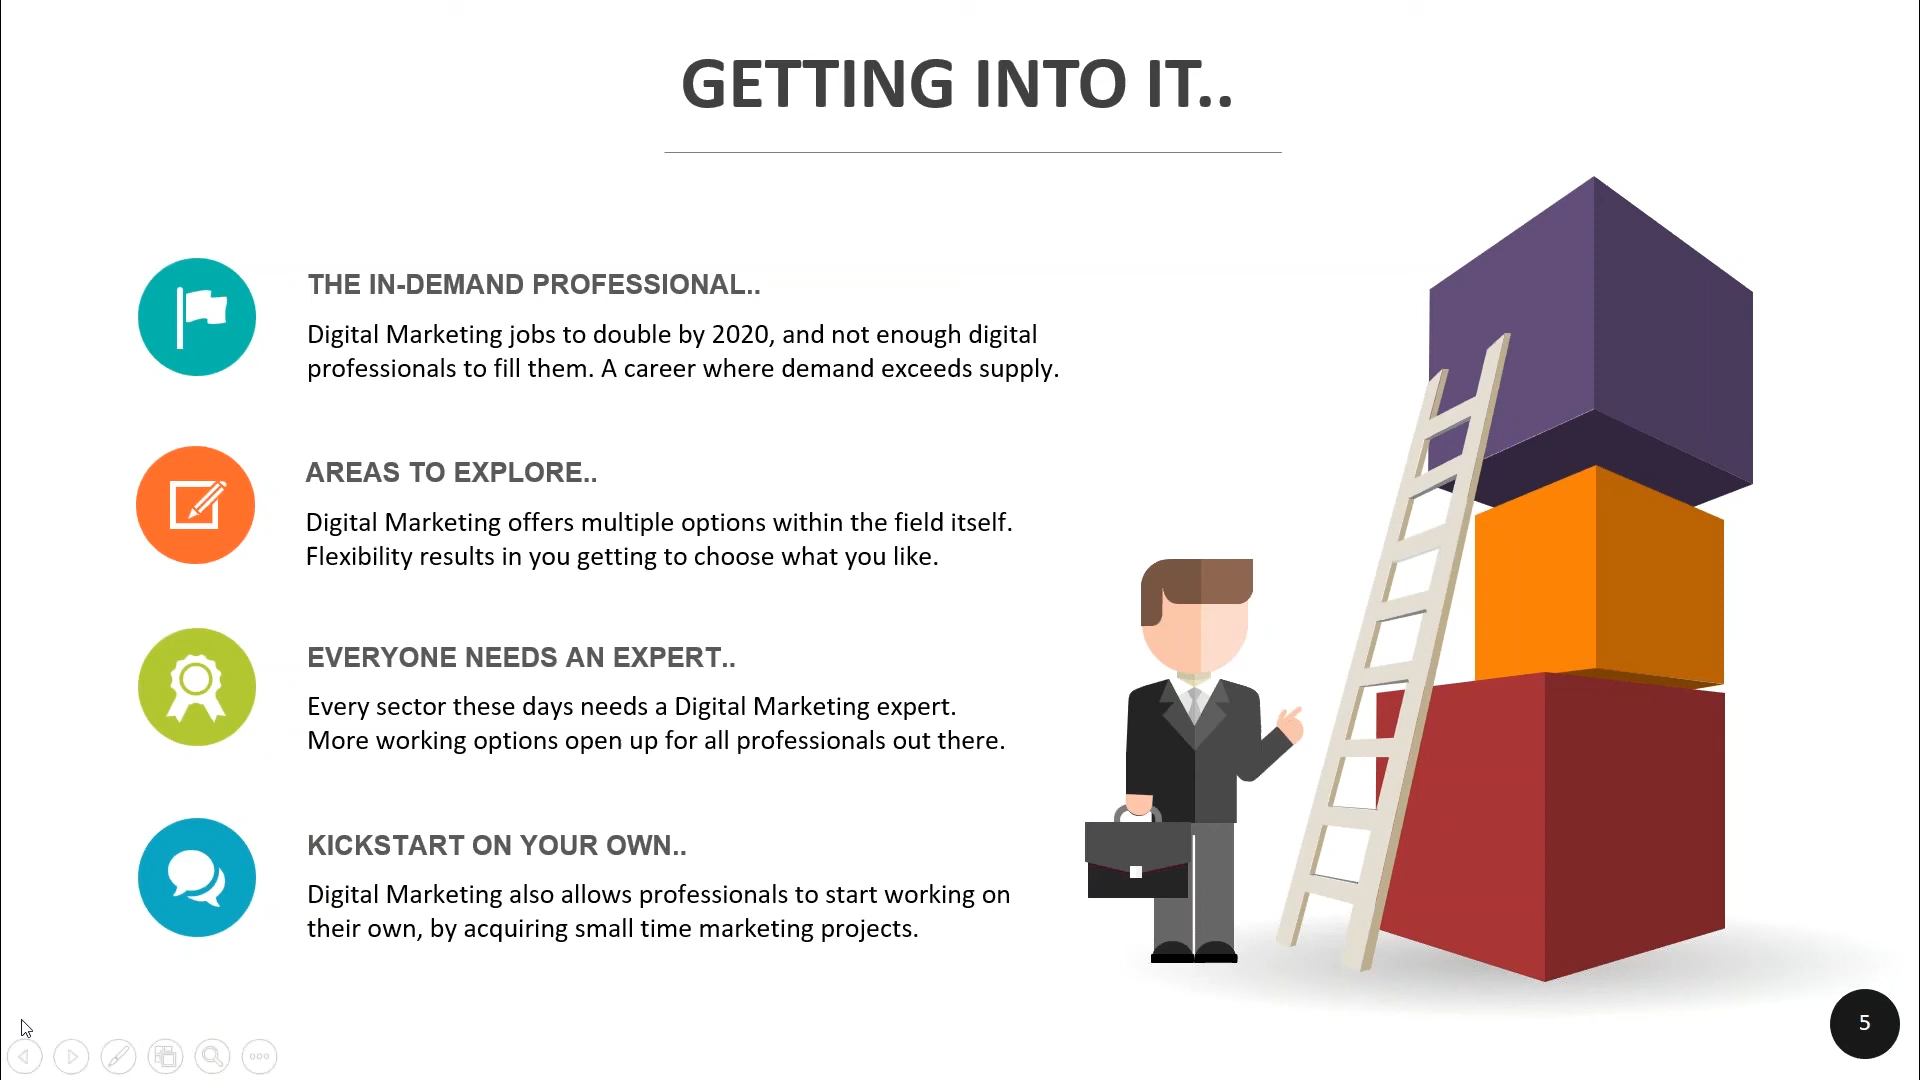 GETTING INTO IT..
THE IN-DEMAND PROFESSIONAL..
Digital Marketing jobs to double by 2020, and not enough digital
professionals to fill them. A career where demand exceeds supply.
AREAS TO EXPLORE..
Digital Marketing offers multiple options within the field itself.
Flexibility results in you getting to choose what you like.
EVERYONE NEEDS AN EXPERT..
Every sector these days needs a Digital Marketing expert.
More working options open up for all professionals out there.
KICKSTART ON YOUR OWN..
Digital Marketing also allows professionals to start working on
their own, by acquiring small time marketing projects.
5